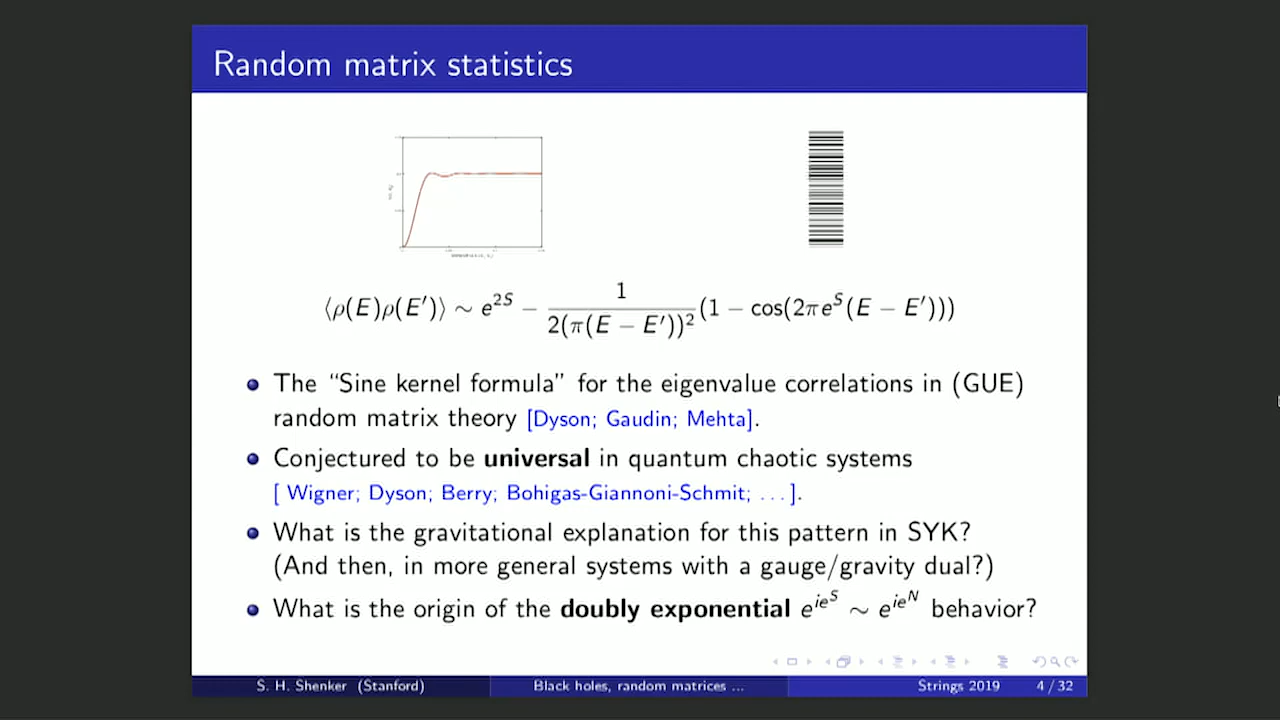 Random matrix statistics
⟨ρ(E)ρ(E′)⟩ ∼ e^{2S} − \frac{1}{2(π(E − E′))^2}(1 − cos(2πe^S(E − E′)))
The “Sine kernel formula” for the eigenvalue correlations in (GUE)
random matrix theory [Dyson; Gaudin; Mehta].
Conjectured to be universal in quantum chaotic systems
[ Wigner; Dyson; Berry; Bohigas-Giannoni-Schmit; . . . ].
What is the gravitational explanation for this pattern in SYK?
(And then, in more general systems with a gauge/gravity dual?)
What is the origin of the doubly exponential e^{ie^S} ∼ e^{ie^N} behavior?
S. H. Shenker (Stanford) Black holes, random matrices ... Strings 2019 4 / 32